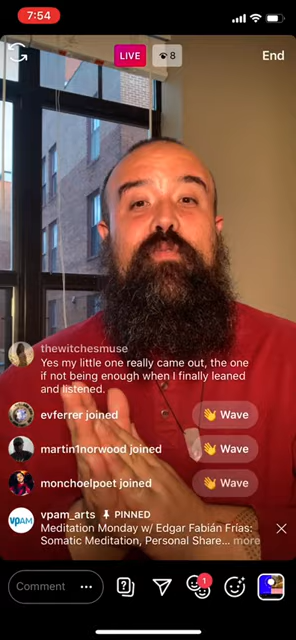 7:54
LIVE
8
End
thewitchesmuse
Yes my little one really came out, the one
if not being enough when I finally leaned
and listened.
evferrer joined
👋 Wave
martin1norwood joined
👋 Wave
monchoelpoet joined
👋 Wave
VPAM
vpam_arts PINNED
Meditation Monday w/ Edgar Fabián Frías:
Somatic Meditation, Personal Share... more
Comment
1